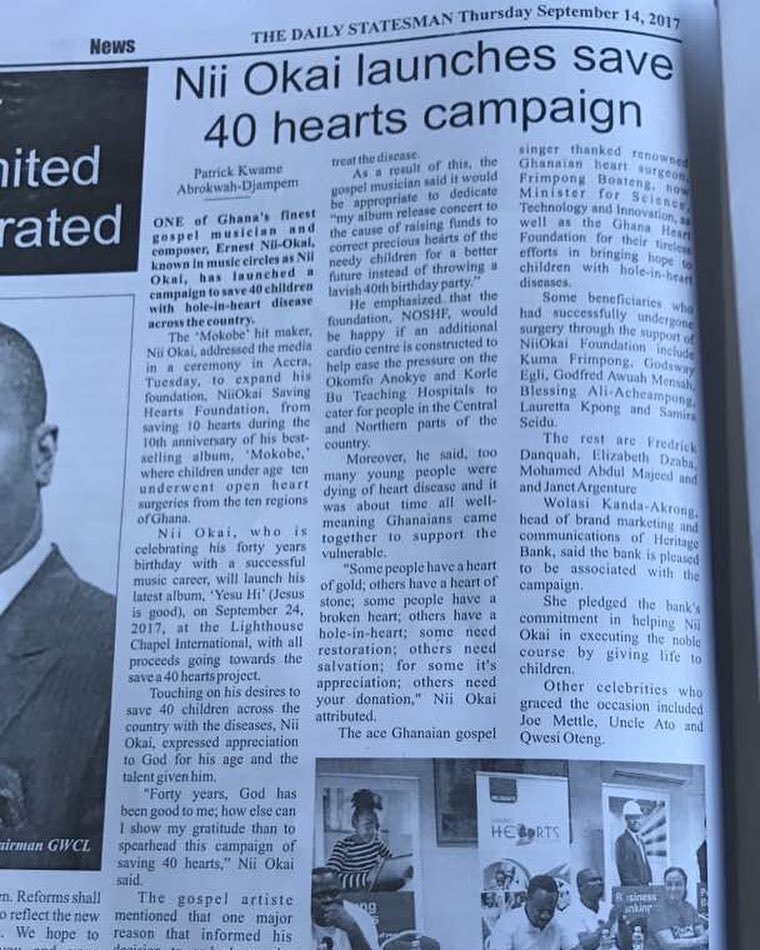 News
THE DAILY STATESMAN Thursday September 14, 2017
nited
rated
Nii Okai launches save
40 hearts campaign
Patrick Kwame
Abrokwah-Djampem
ONE of Ghana's finest
gospel musician and
composer, Ernest Nii-Okai,
known in music circles as Nii
Okai, has launched a
campaign to save 40 children
with hole-in-heart disease
across the country.
The 'Mokobe' hit maker,
Nii Okai, addressed the media
in a ceremony in Accra,
Tuesday, to expand his
foundation, NiiOkai Saving
Hearts Foundation, from
saving 10 hearts during the
10th anniversary of his best-
selling album, 'Mokobe,'
where children under age ten
underwent open heart
surgeries from the ten regions
of Ghana.
Nii Okai, who is
celebrating his forty years
birthday with a successful
music career, will launch his
latest album, 'Yesu Hi' (Jesus
is good), on September 24,
2017, at the Lighthouse
Chapel International, with all
proceeds going towards the
save a 40 hearts project.
Touching on his desires to
save 40 children across the
country with the diseases, Nii
Okai, expressed appreciation
to God for his age and the
talent given him.
"Forty years, God has
been good to me; how else can
I show my gratitude than to
spearhead this campaign of
saving 40 hearts," Nii Okai
said.
The gospel artiste
mentioned that one major
reason that informed his
treat the disease.
As a result of this, the
gospel musician said it would
be appropriate to dedicate
"my album release concert to
the cause of raising funds to
correct precious hearts of the
needy children for a better
future instead of throwing a
lavish 40th birthday party."
He emphasized that the
foundation, NOSHF, would
be happy if an additional
cardio centre is constructed to
help ease the pressure on the
Okomfo Anokye and Korle
Bu Teaching Hospitals to
cater for people in the Central
and Northern parts of the
country.
Moreover, he said, too
many young people were
dying of heart disease and it
was about time all well-
meaning Ghanaians came
together to support the
vulnerable.
"Some people have a heart
of gold; others have a heart of
stone; some people have a
broken heart; others have a
hole-in-heart; some need
restoration; others need
salvation; for some it's
appreciation; others need
your donation," Nii Okai
attributed.
The ace Ghanaian gospel
singer thanked renowned
Ghanaian heart surgeon,
Frimpong Boateng, now
Minister for Science,
Technology and Innovation, as
well as the Ghana Heart
Foundation for their tireless
efforts in bringing hope to
children with hole-in-heart
diseases.
Some beneficiaries who
had successfully undergone
surgery through the support of
NiiOkai Foundation include
Kuma Frimpong, Godsway
Egli, Godfred Awuah Mensah,
Blessing Ali-Acheampong,
Lauretta Kpong and Samira
Seidu.
The rest are Fredrick
Danquah, Elizabeth Dzaba,
Mohamed Abdul Majeed and
and Janet Argenture
Wolasi Kanda-Akrong,
head of brand marketing and
communications of Heritage
Bank, said the bank is pleased
to be associated with the
campaign.
She pledged the bank's
commitment in helping Nii
Okai in executing the noble
course by giving life to
children.
Other celebrities who
graced the occasion included
Joe Mettle, Uncle Ato and
Qwesi Oteng.
airman GWCL
n. Reforms shall
o reflect the new
. We hope to
HE RTS